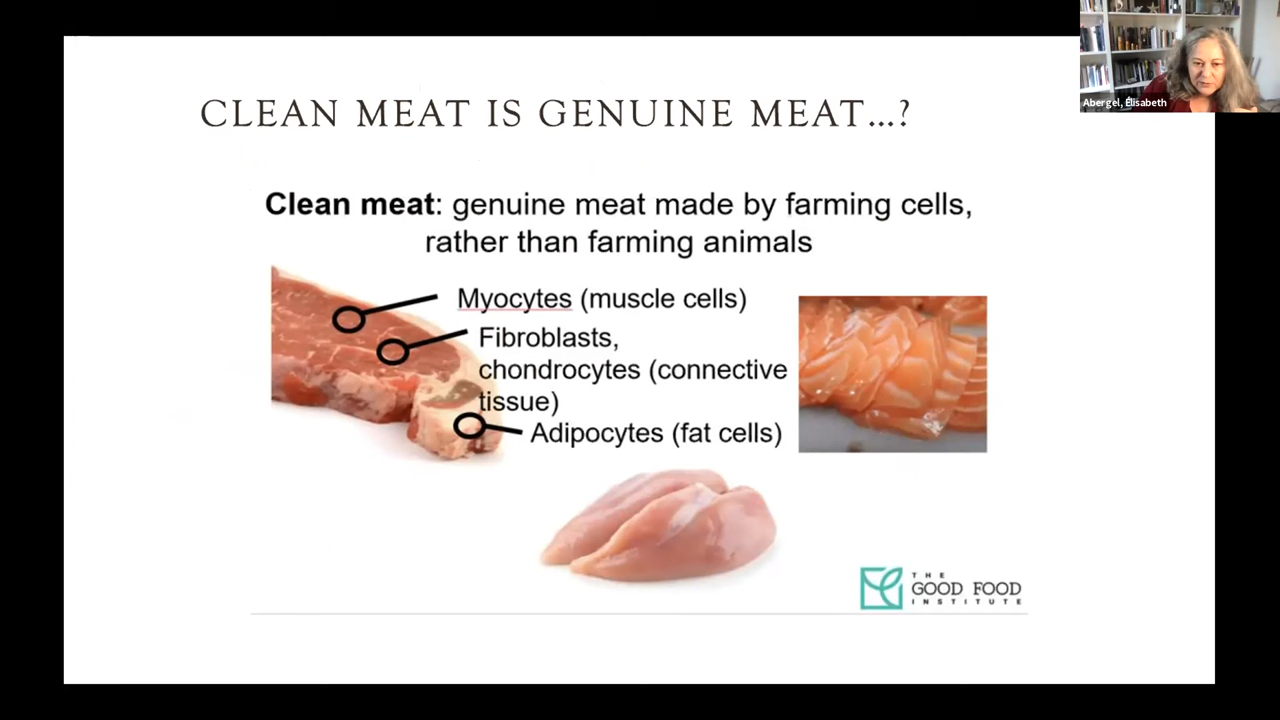 CLEAN MEAT IS GENUINE MEAT...?
Abergel, Élisabeth
Clean meat: genuine meat made by farming cells,
rather than farming animals
Myocytes (muscle cells)
Fibroblasts,
chondrocytes (connective
tissue)
Adipocytes (fat cells)
THE
GOOD FOOD
INSTITUTE